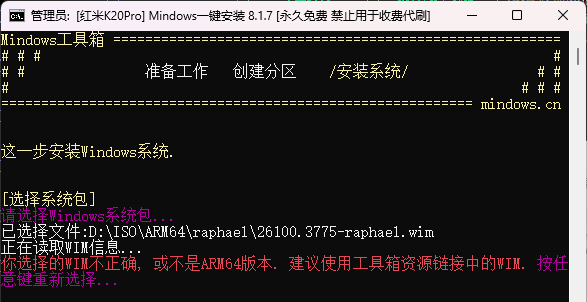 管理员: [红米K20Pro] Mindows一键安装 8.1.7 [永久免费 禁止用于收费代刷]
Mindows工具箱 ===================================================
# # # #
# # 准备工作 创建分区 /安装系统/ # #
# # # #
====================================================== mindows.cn
这一步安装Windows系统.
[选择系统包]
请选择Windows系统包...
已选择文件:D:\ISO\ARM64\raphael\26100.3775-raphael.wim
正在读取WIM信息...
你选择的WIM不正确, 或不是ARM64版本. 建议使用工具箱资源链接中的WIM. 按任
意键重新选择...